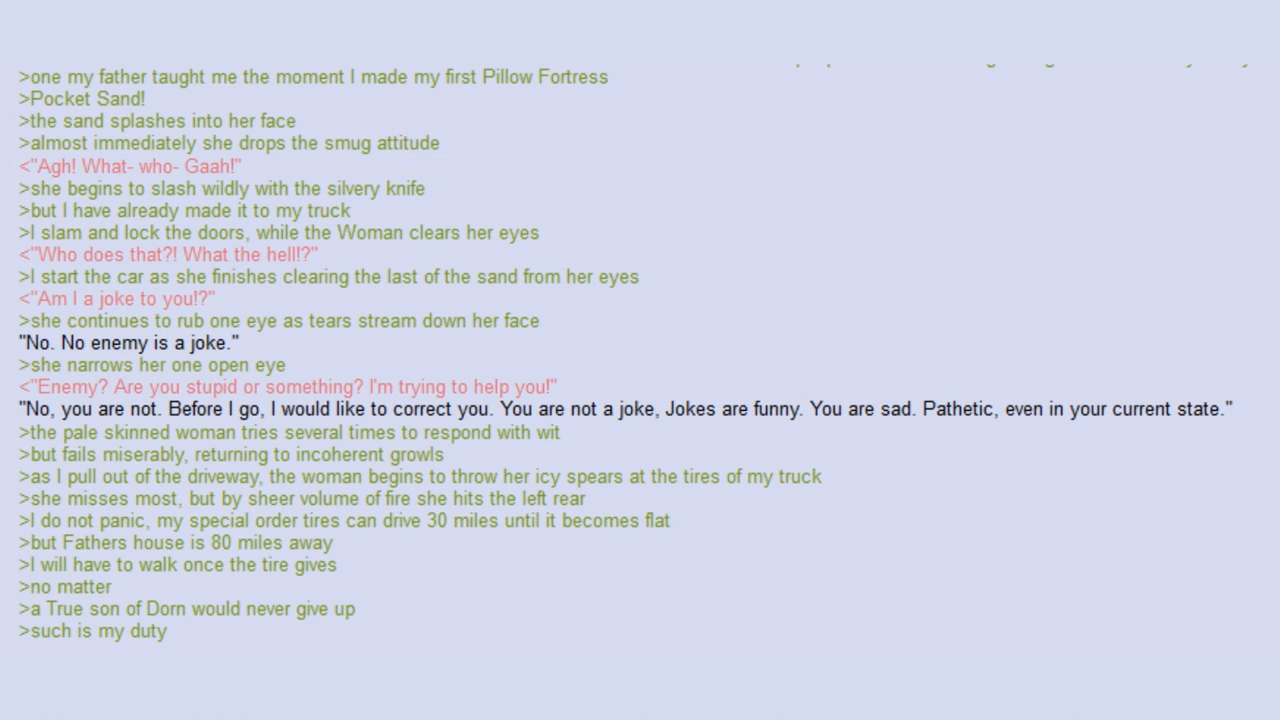 >one my father taught me the moment I made my first Pillow Fortress
>Pocket Sand!
>the sand splashes into her face
>almost immediately she drops the smug attitude
<"Agh! What- who- Gaah!"
>she begins to slash wildly with the silvery knife
>but I have already made it to my truck
>I slam and lock the doors, while the Woman clears her eyes
<"Who does that?! What the hell!?"
>I start the car as she finishes clearing the last of the sand from her eyes
<"Am I a joke to you!?"
>she continues to rub one eye as tears stream down her face
"No. No enemy is a joke."
>she narrows her one open eye
<"Enemy? Are you stupid or something? I'm trying to help you!"
"No, you are not. Before I go, I would like to correct you. You are not a joke, Jokes are funny. You are sad. Pathetic, even in your current state."
>the pale skinned woman tries several times to respond with wit
>but fails miserably, returning to incoherent growls
>as I pull out of the driveway, the woman begins to throw her icy spears at the tires of my truck
>she misses most, but by sheer volume of fire she hits the left rear
>I do not panic, my special order tires can drive 30 miles until it becomes flat
>but Fathers house is 80 miles away
>I will have to walk once the tire gives
>no matter
>a True son of Dorn would never give up
>such is my duty